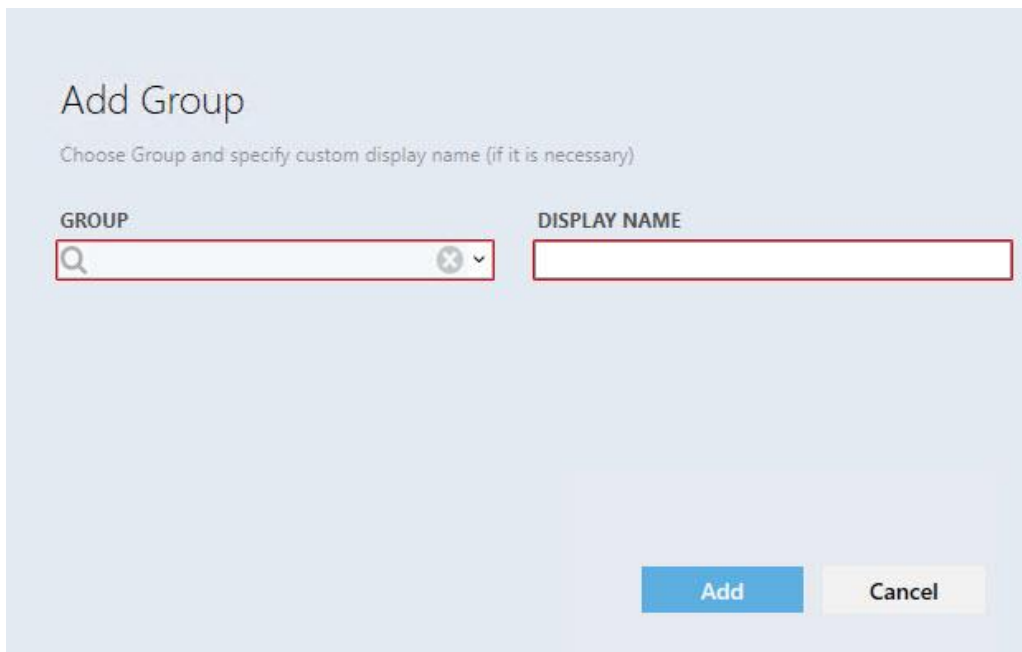 Add Group
Choose Group and specify custom display name (if it is necessary)
GROUP
DISPLAY NAME
Add
Cancel